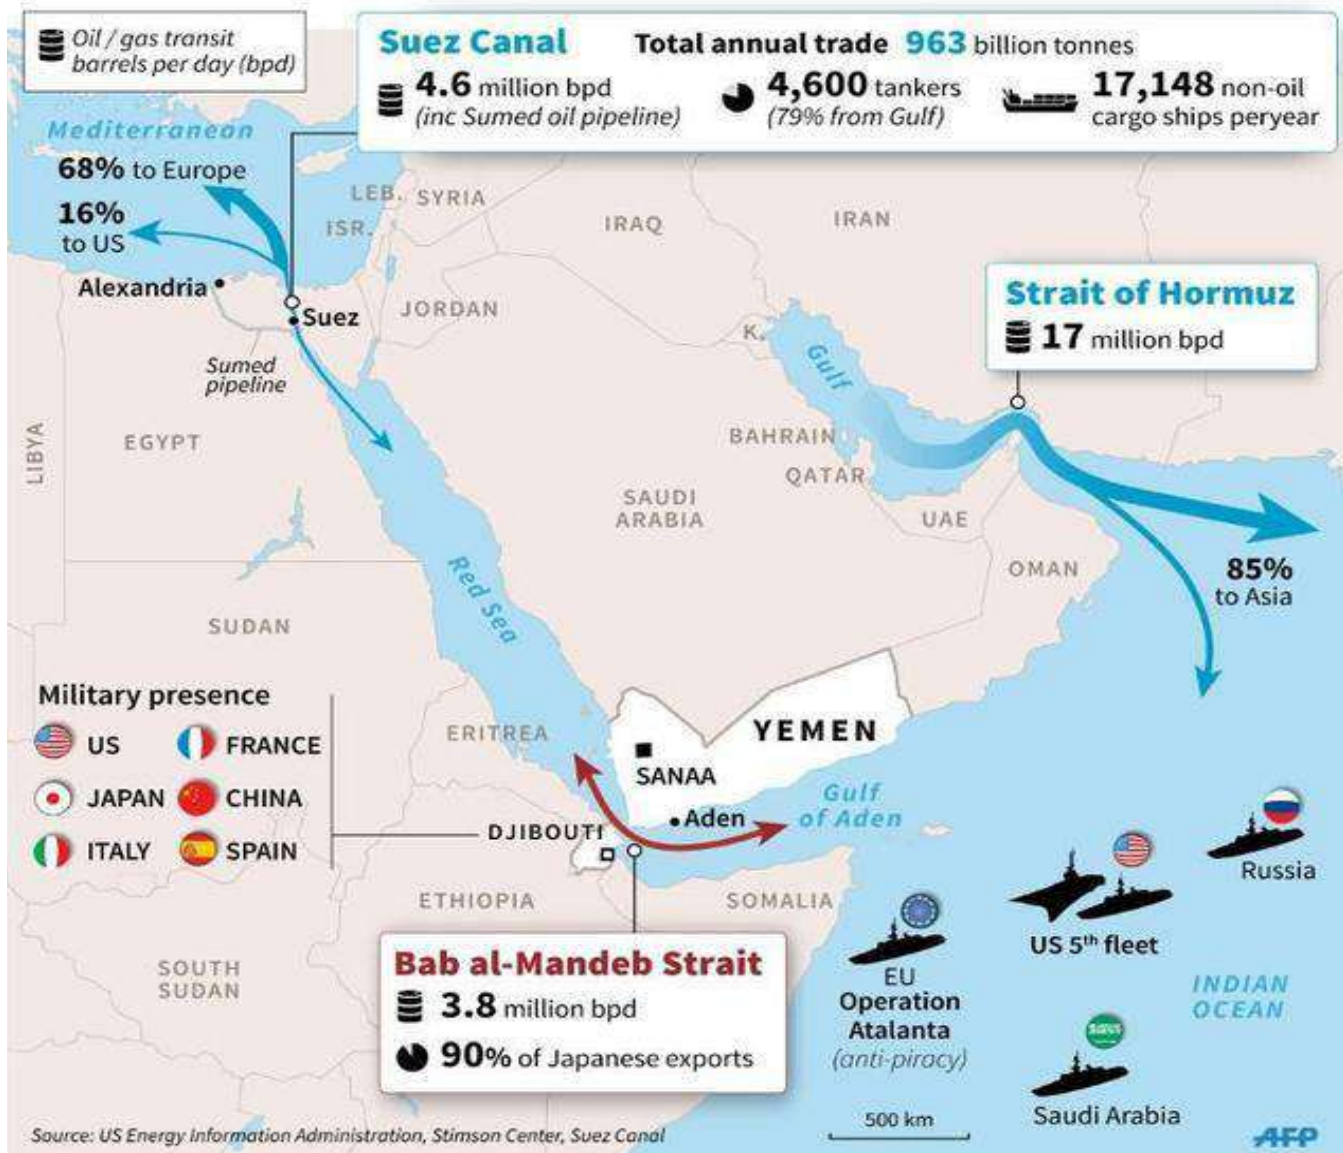 Oil / gas transit
barrels per day (bpd)
Suez Canal
Total annual trade 963 billion tonnes
4.6 million bpd
(inc Sumed oil pipeline)
4,600 tankers
(79% from Gulf)
17,148 non-oil
cargo ships peryear
Mediterranean
68% to Europe
16%
to US
LEB.
SYRIA
ISR.
IRAQ
IRAN
Alexandria
Suez
JORDAN
Sumed
pipeline
K.
Gulf
Strait of Hormuz
17 million bpd
LIBYA
EGYPT
BAHRAIN
QATAR
SAUDI
ARABIA
UAE
OMAN
85%
to Asia
Red Sea
SUDAN
Military presence
US
FRANCE
JAPAN
CHINA
ITALY
SPAIN
ERITREA
YEMEN
SANAA
Aden
Gulf
of Aden
DJIBOUTI
ETHIOPIA
SOMALIA
SOUTH
SUDAN
Bab al-Mandeb Strait
3.8 million bpd
90% of Japanese exports
Russia
US 5th fleet
EU
Operation
Atalanta
(anti-piracy)
INDIAN
OCEAN
Saudi Arabia
500 km
Source: US Energy Information Administration, Stimson Center, Suez Canal
AFP